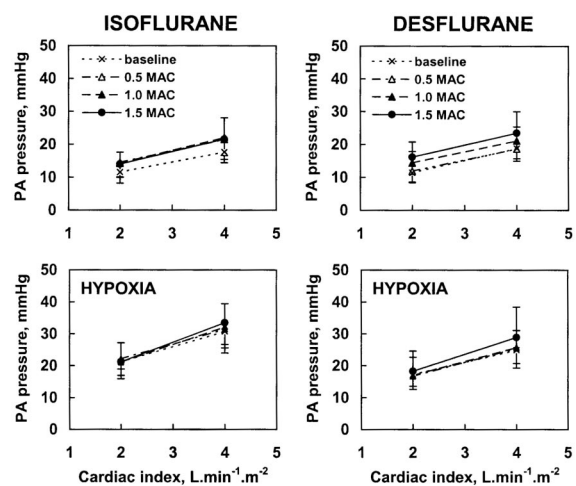 ISOFLURANE
DESFLURANE
PA pressure, mmHg
50
40
30
20
10
0
baseline
0.5 MAC
1.0 MAC
1.5 MAC
1 2 3 4 5
PA pressure, mmHg
50
40
30
20
10
0
baseline
0.5 MAC
1.0 MAC
1.5 MAC
1 2 3 4 5
PA pressure, mmHg
50
40
30
20
10
0
HYPOXIA
1 2 3 4 5
Cardiac index, L.min⁻¹.m⁻²
PA pressure, mmHg
50
40
30
20
10
0
HYPOXIA
1 2 3 4 5
Cardiac index, L.min⁻¹.m⁻²